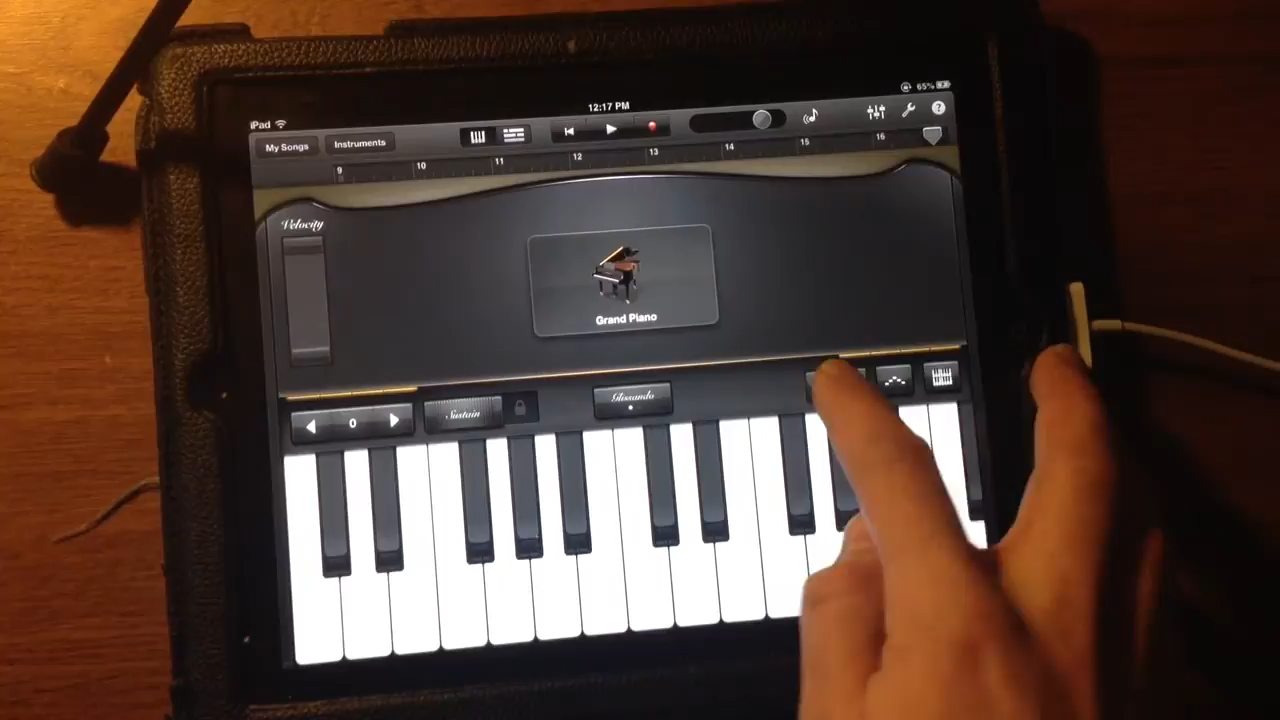 iPad
12:17 PM
65%
My Songs
Instruments
?
9 10 11 12 13 14 15 16
Velocity
Grand Piano
0
Sustain
Glissando